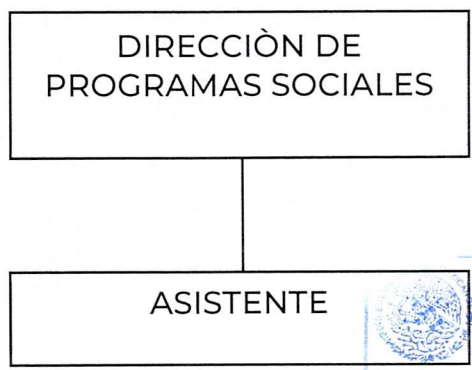 DIRECCIÒN DE
PROGRAMAS SOCIALES
ASISTENTE